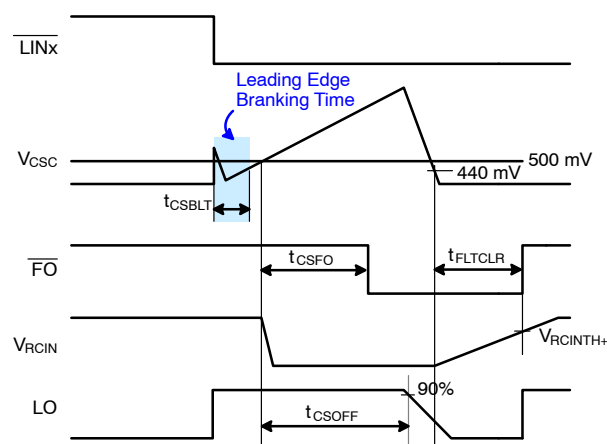 LINx
Leading Edge
Branking Time
VCSC
500 mV
440 mV
tCSBLT
FO
tCSFO
tFLTCLR
VRCIN
VRCINTH+
LO
90%
tCSOFF